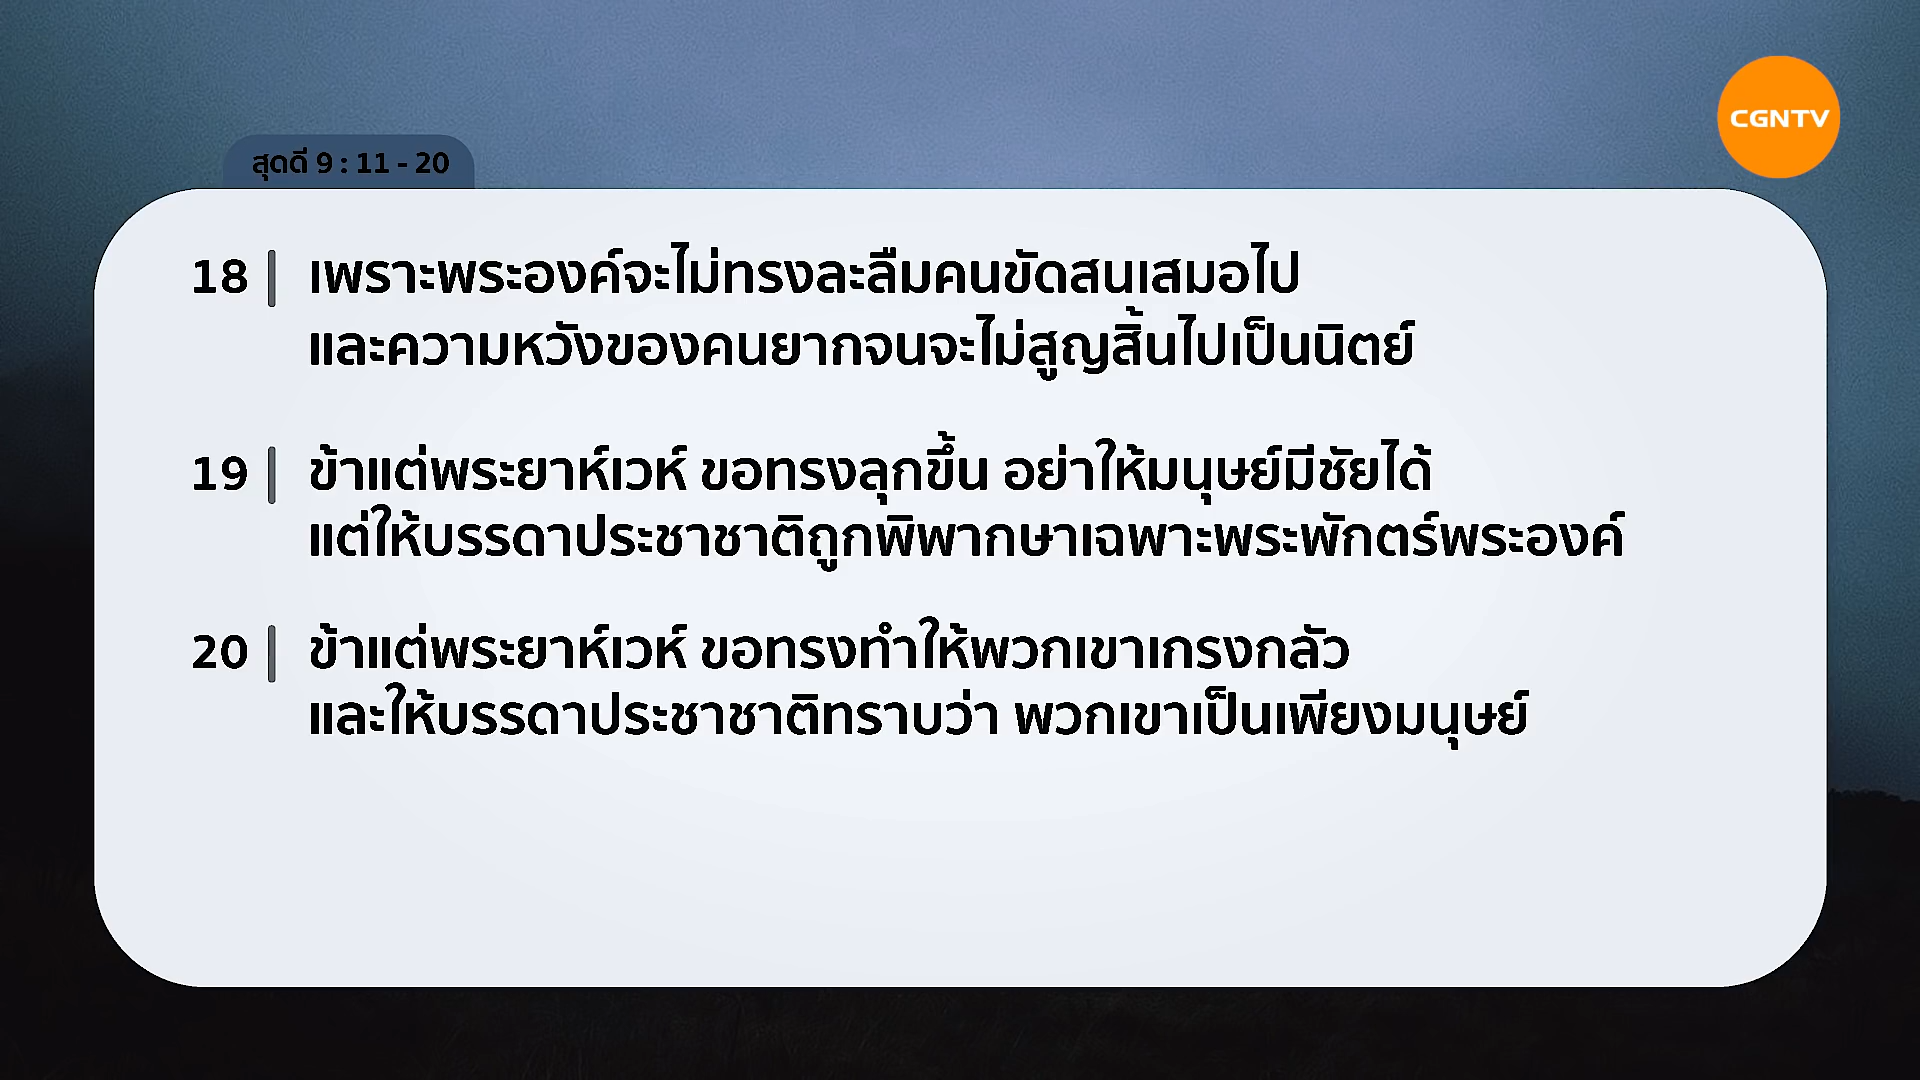 CGNTV
สุดดี 9 : 11 - 20
18 | เพราะพระองค์จะไม่ทรงละลืมคนขัดสนเสมอไป
และความหวังของคนยากจนจะไม่สูญสิ้นไปเป็นนิตย์
19 | ข้าแต่พระยาห์เวห์ ขอทรงลุกขึ้น อย่าให้มนุษย์มีชัยได้
แต่ให้บรรดาประชาชาติถูกพิพากษาเฉพาะพระพักตร์พระองค์
20 | ข้าแต่พระยาห์เวห์ ขอทรงทำให้พวกเขาเกรงกลัว
และให้บรรดาประชาชาติทราบว่า พวกเขาเป็นเพียงมนุษย์